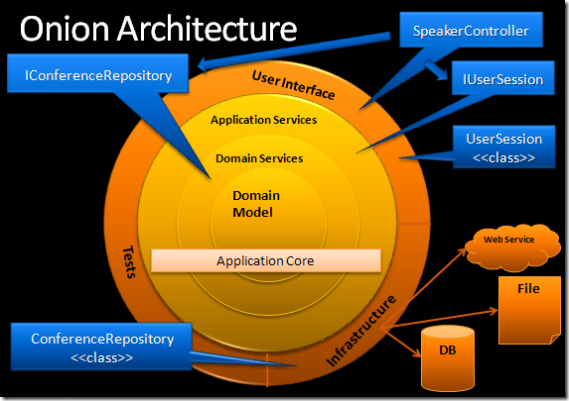 Onion Architecture
SpeakerController
IConferenceRepository
IUserSession
User Interface
Application Services
UserSession
<<class>>
Domain Services
Domain
Model
Web Service
Tests
Application Core
File
Infrastructure
ConferenceRepository
<<class>>
DB